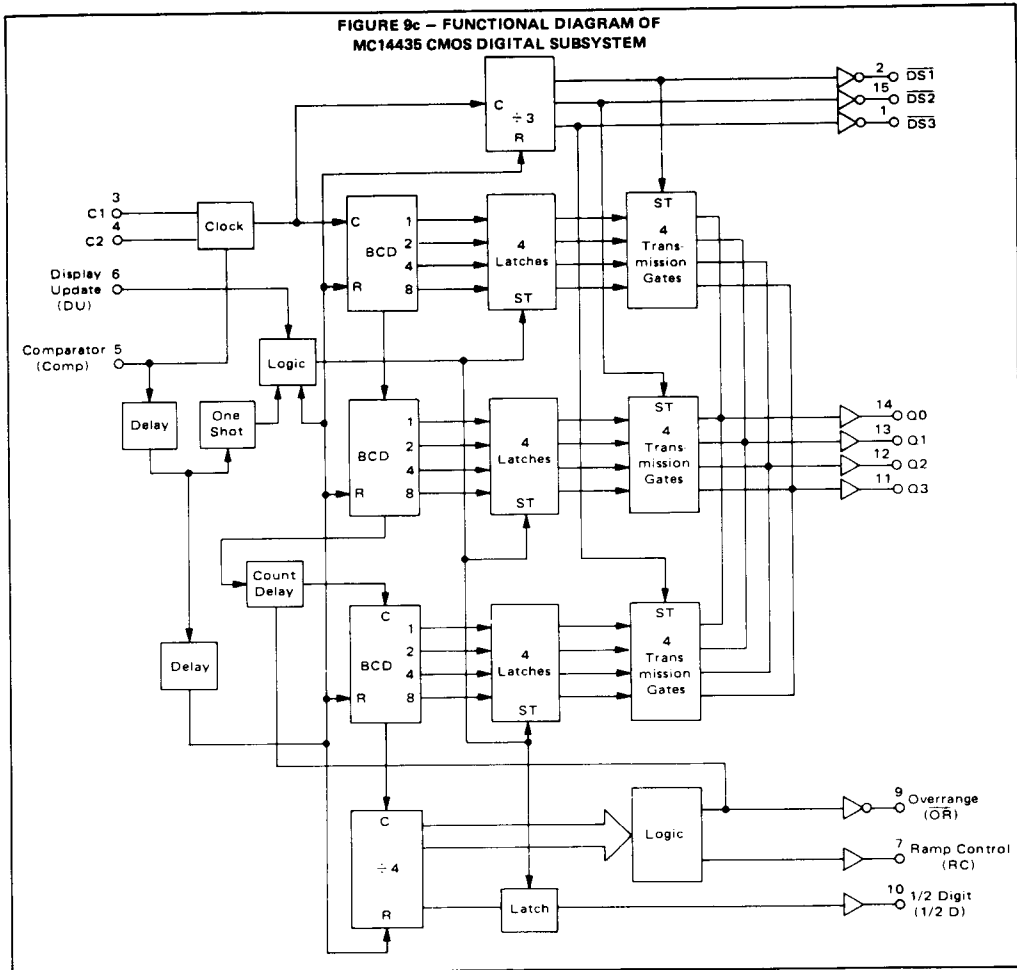 FIGURE 9c – FUNCTIONAL DIAGRAM OF
MC14435 CMOS DIGITAL SUBSYSTEM
C
÷ 3
R
2 DS1
15 DS2
1 DS3
3
C1
4
C2
Clock
Display 6
Update
(DU)
Comparator 5
(Comp)
Delay
One
Shot
Logic
C
BCD
R
1
2
4
8
4
Latches
ST
ST
4
Trans-
mission
Gates
BCD
R
1
2
4
8
4
Latches
ST
ST
4
Trans-
mission
Gates
14 Q0
13 Q1
12 Q2
11 Q3
Count
Delay
Delay
C
BCD
R
1
2
4
8
4
Latches
ST
ST
4
Trans
mission
Gates
C
÷ 4
R
Logic
Latch
9 Overrange
(OR)
7 Ramp Control
(RC)
10 1/2 Digit
(1/2 D)